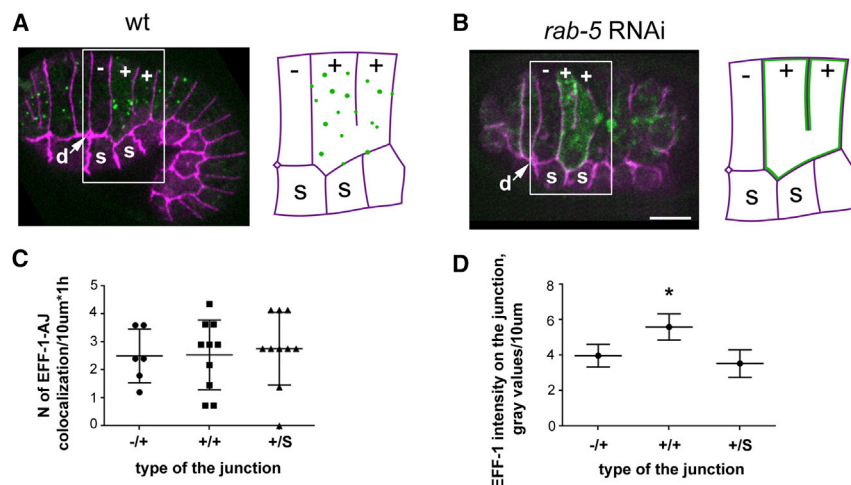 A
wt
- + +
d
s s
- + +
S S
B
rab-5 RNAi
- + +
d
s s
- + +
S S
C
N of EFF-1-AJ
colocalization/10um*1h
5
4
3
2
1
0
-/+ +/+ +/S
type of the junction
D
EFF-1 intensity on the junction,
gray values/10um
8
6
4
2
0
*
-/+ +/+ +/S
type of the junction